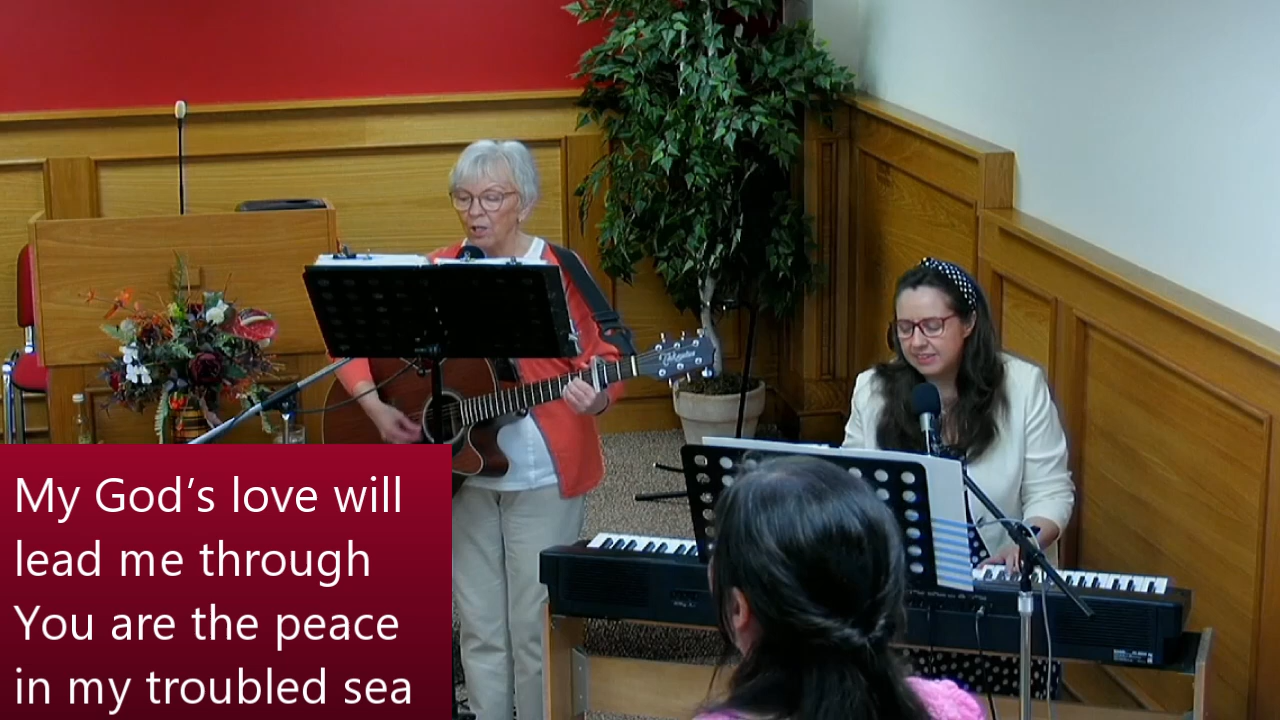 My God’s love will
lead me through
You are the peace
in my troubled sea